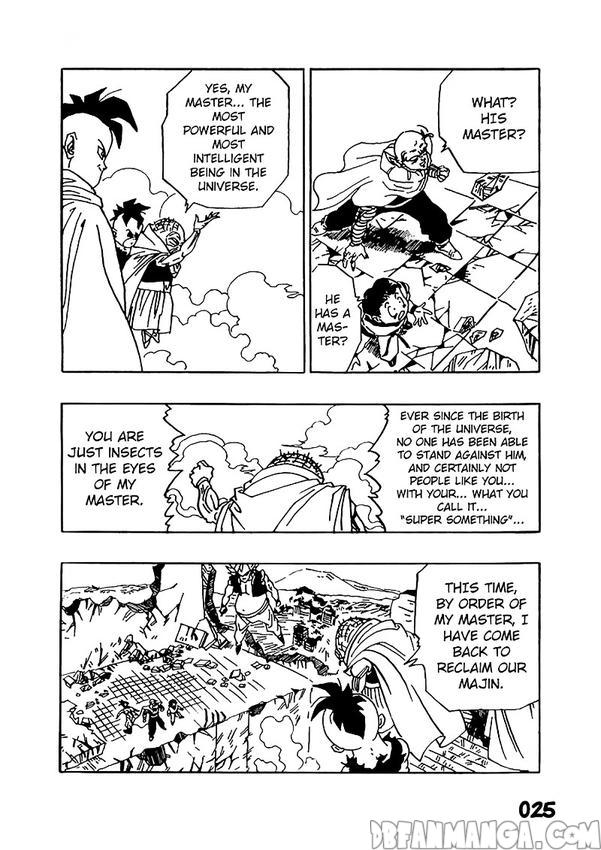 WHAT?
HIS
MASTER?
HE
HAS A
MAS-
TER?
YES, MY
MASTER... THE
MOST
POWERFUL AND
MOST
INTELLIGENT
BEING IN THE
UNIVERSE.
EVER SINCE THE BIRTH
OF THE UNIVERSE,
NO ONE HAS BEEN ABLE
TO STAND AGAINST HIM,
AND CERTAINLY NOT
PEOPLE LIKE YOU...
WITH YOUR... WHAT YOU
CALL IT...
"SUPER SOMETHING"...
YOU ARE
JUST INSECTS
IN THE EYES
OF MY
MASTER.
THIS TIME,
BY ORDER OF
MY MASTER, I
HAVE COME
BACK TO
RECLAIM OUR
MAJIN.
025
DBFANMANGA.COM